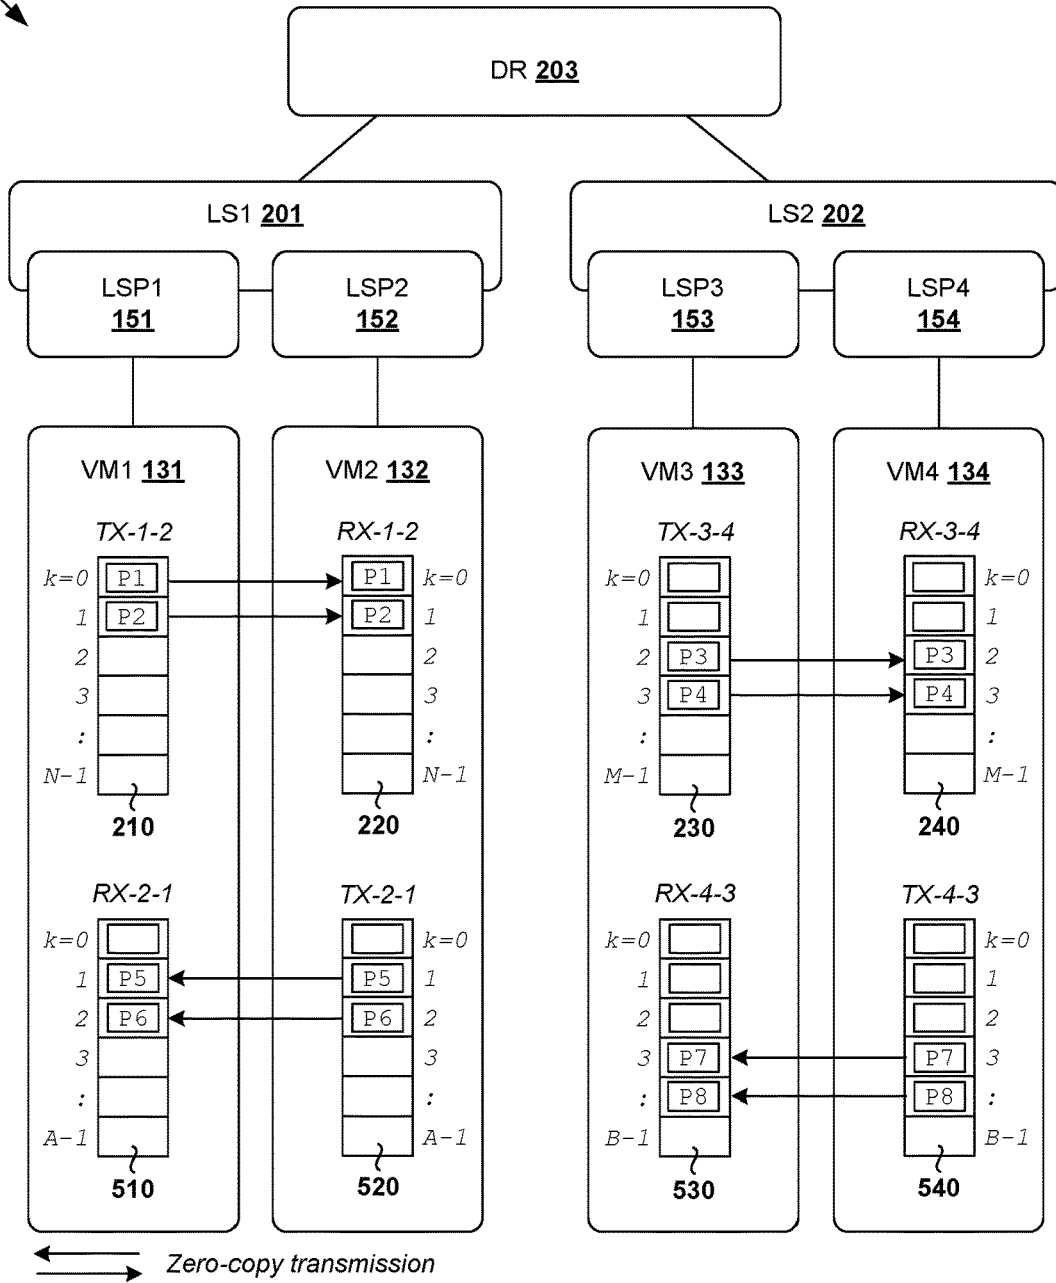 DR 203
LS1 201 LS2 202
LSP1 LSP2 LSP3 LSP4
151 152 153 154
VM1 131 VM2 132 VM3 133 VM4 134
TX-1-2 RX-1-2 TX-3-4 RX-3-4
k=0 P1 P1 k=0 k=0 k=0
1 P2 P2 1 1 1
2 2 2 P3 P3 2
3 3 3 P4 P4 3
: : : :
N-1 N-1 M-1 M-1
210 220 230 240
RX-2-1 TX-2-1 RX-4-3 TX-4-3
k=0 k=0 k=0 k=0
1 P5 P5 1 1 1
2 P6 P6 2 2 2
3 3 3 P7 P7 3
: : : P8 P8 :
A-1 A-1 B-1 B-1
510 520 530 540
Zero-copy transmission